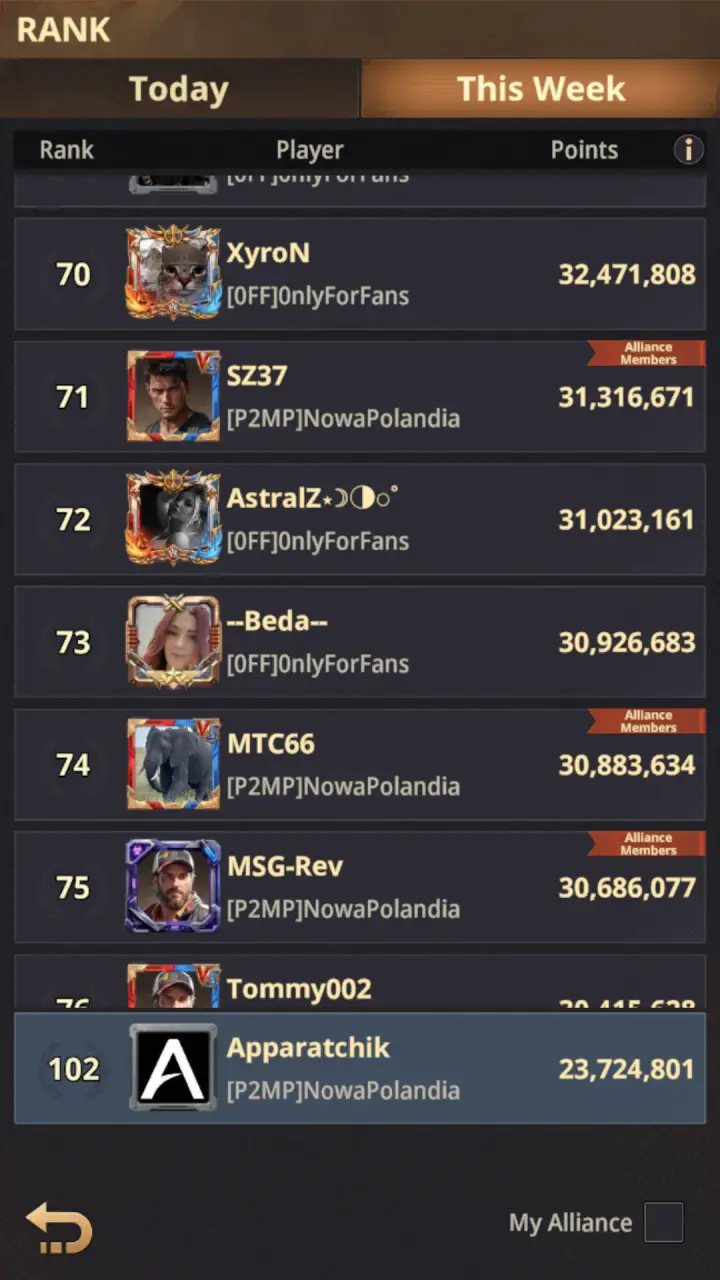 RANK
Today
This Week
Rank
Player
Points
i
[0FF]0nlyForFans
70
XyroN
[0FF]0nlyForFans
32,471,808
Alliance
Members
71
SZ37
[P2MP]NowaPolandia
31,316,671
72
AstralZ⋆☽◑○˚
[0FF]0nlyForFans
31,023,161
73
--Beda--
[0FF]0nlyForFans
30,926,683
Alliance
Members
74
MTC66
[P2MP]NowaPolandia
30,883,634
Alliance
Members
75
MSG-Rev
[P2MP]NowaPolandia
30,686,077
76
Tommy002
102
Apparatchik
[P2MP]NowaPolandia
23,724,801
My Alliance